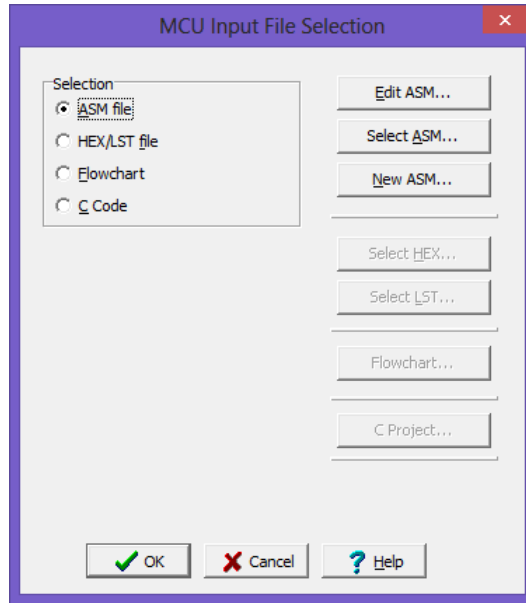 MCU Input File Selection
Selection
ASM file
HEX/LST file
Flowchart
C Code
Edit ASM...
Select ASM...
New ASM...
Select HEX...
Select LST...
Flowchart...
C Project...
OK
Cancel
Help